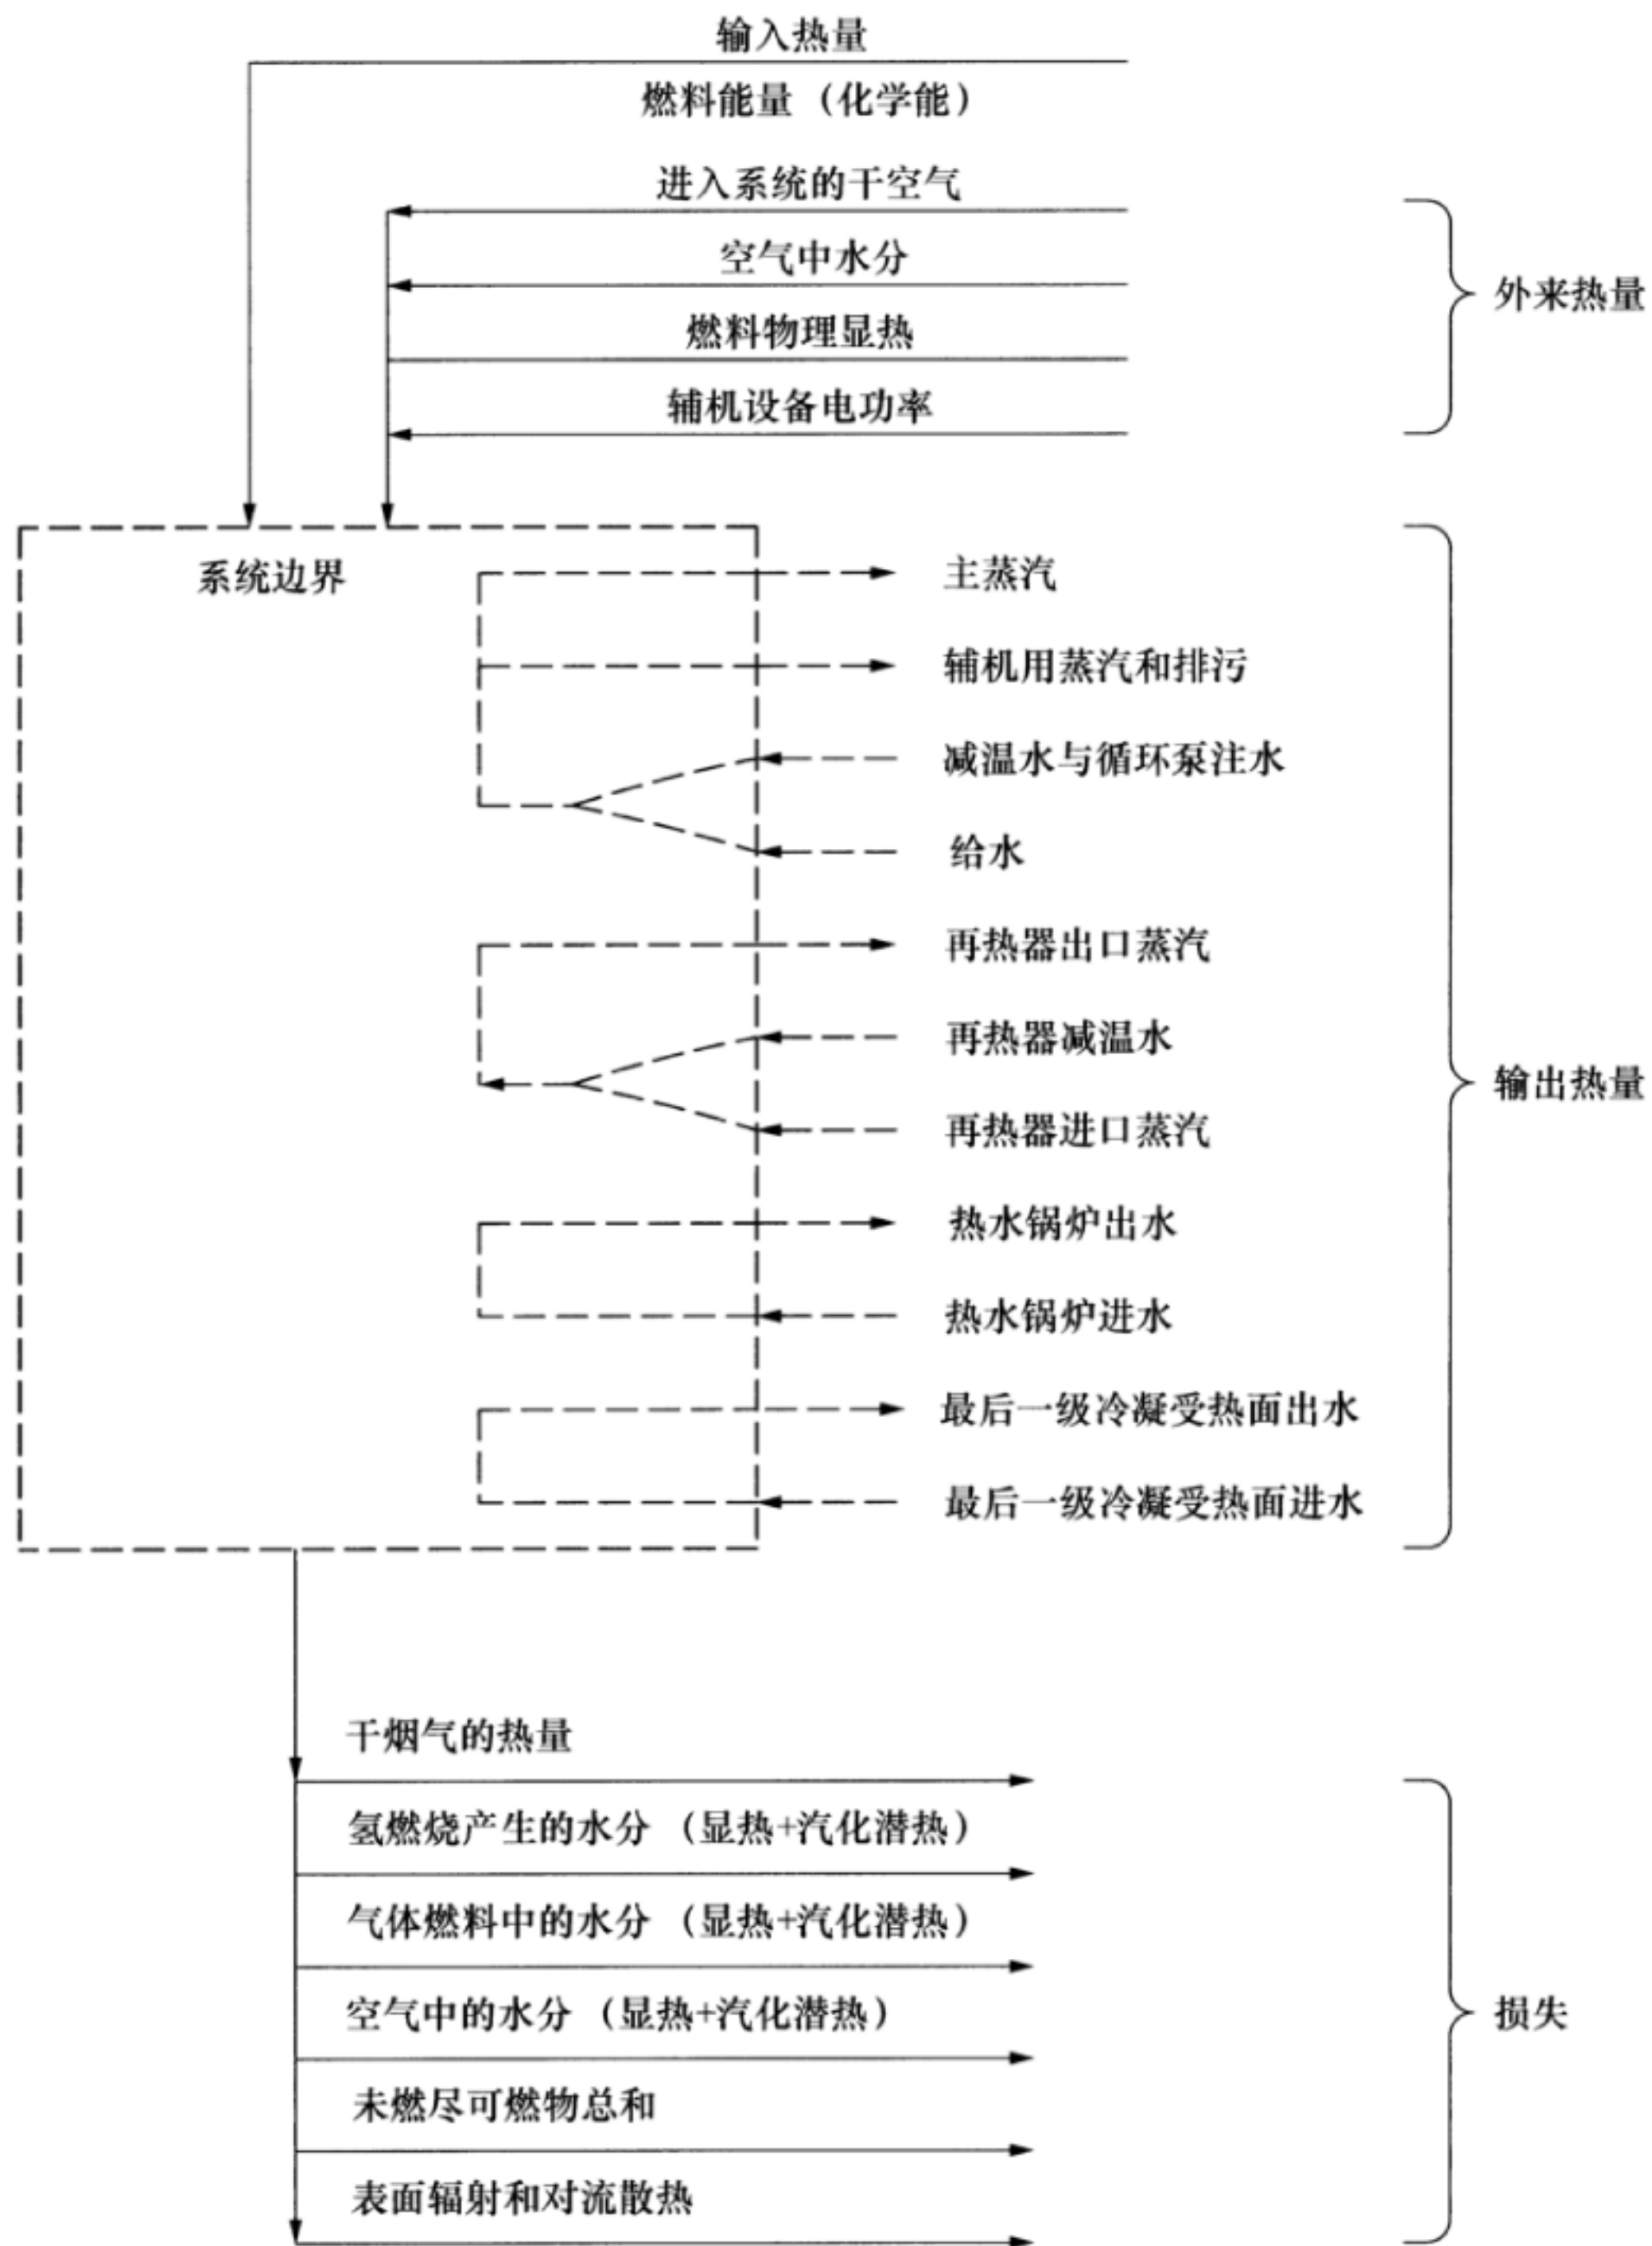 输入热量
燃料能量（化学能）
进入系统的干空气
空气中水分
燃料物理显热
辅机设备电功率
外来热量
系统边界
主蒸汽
辅机用蒸汽和排污
减温水与循环泵注水
给水
再热器出口蒸汽
再热器减温水
再热器进口蒸汽
热水锅炉出水
热水锅炉进水
最后一级冷凝受热面出水
最后一级冷凝受热面进水
输出热量
干烟气的热量
氢燃烧产生的水分（显热+汽化潜热）
气体燃料中的水分（显热+汽化潜热）
空气中的水分（显热+汽化潜热）
未燃尽可燃物总和
表面辐射和对流散热
损失